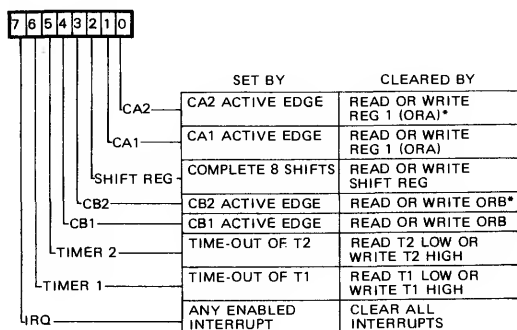 7 6 5 4 3 2 1 0
SET BY CLEARED BY
CA2 CA2 ACTIVE EDGE READ OR WRITE
REG 1 (ORA)*
CA1 CA1 ACTIVE EDGE READ OR WRITE
REG 1 (ORA)
SHIFT REG COMPLETE 8 SHIFTS READ OR WRITE
SHIFT REG
CB2 CB2 ACTIVE EDGE READ OR WRITE ORB*
CB1 CB1 ACTIVE EDGE READ OR WRITE ORB
TIMER 2 TIME-OUT OF T2 READ T2 LOW OR
WRITE T2 HIGH
TIMER 1 TIME-OUT OF T1 READ T1 LOW OR
WRITE T1 HIGH
IRQ ANY ENABLED CLEAR ALL
INTERRUPT INTERRUPTS